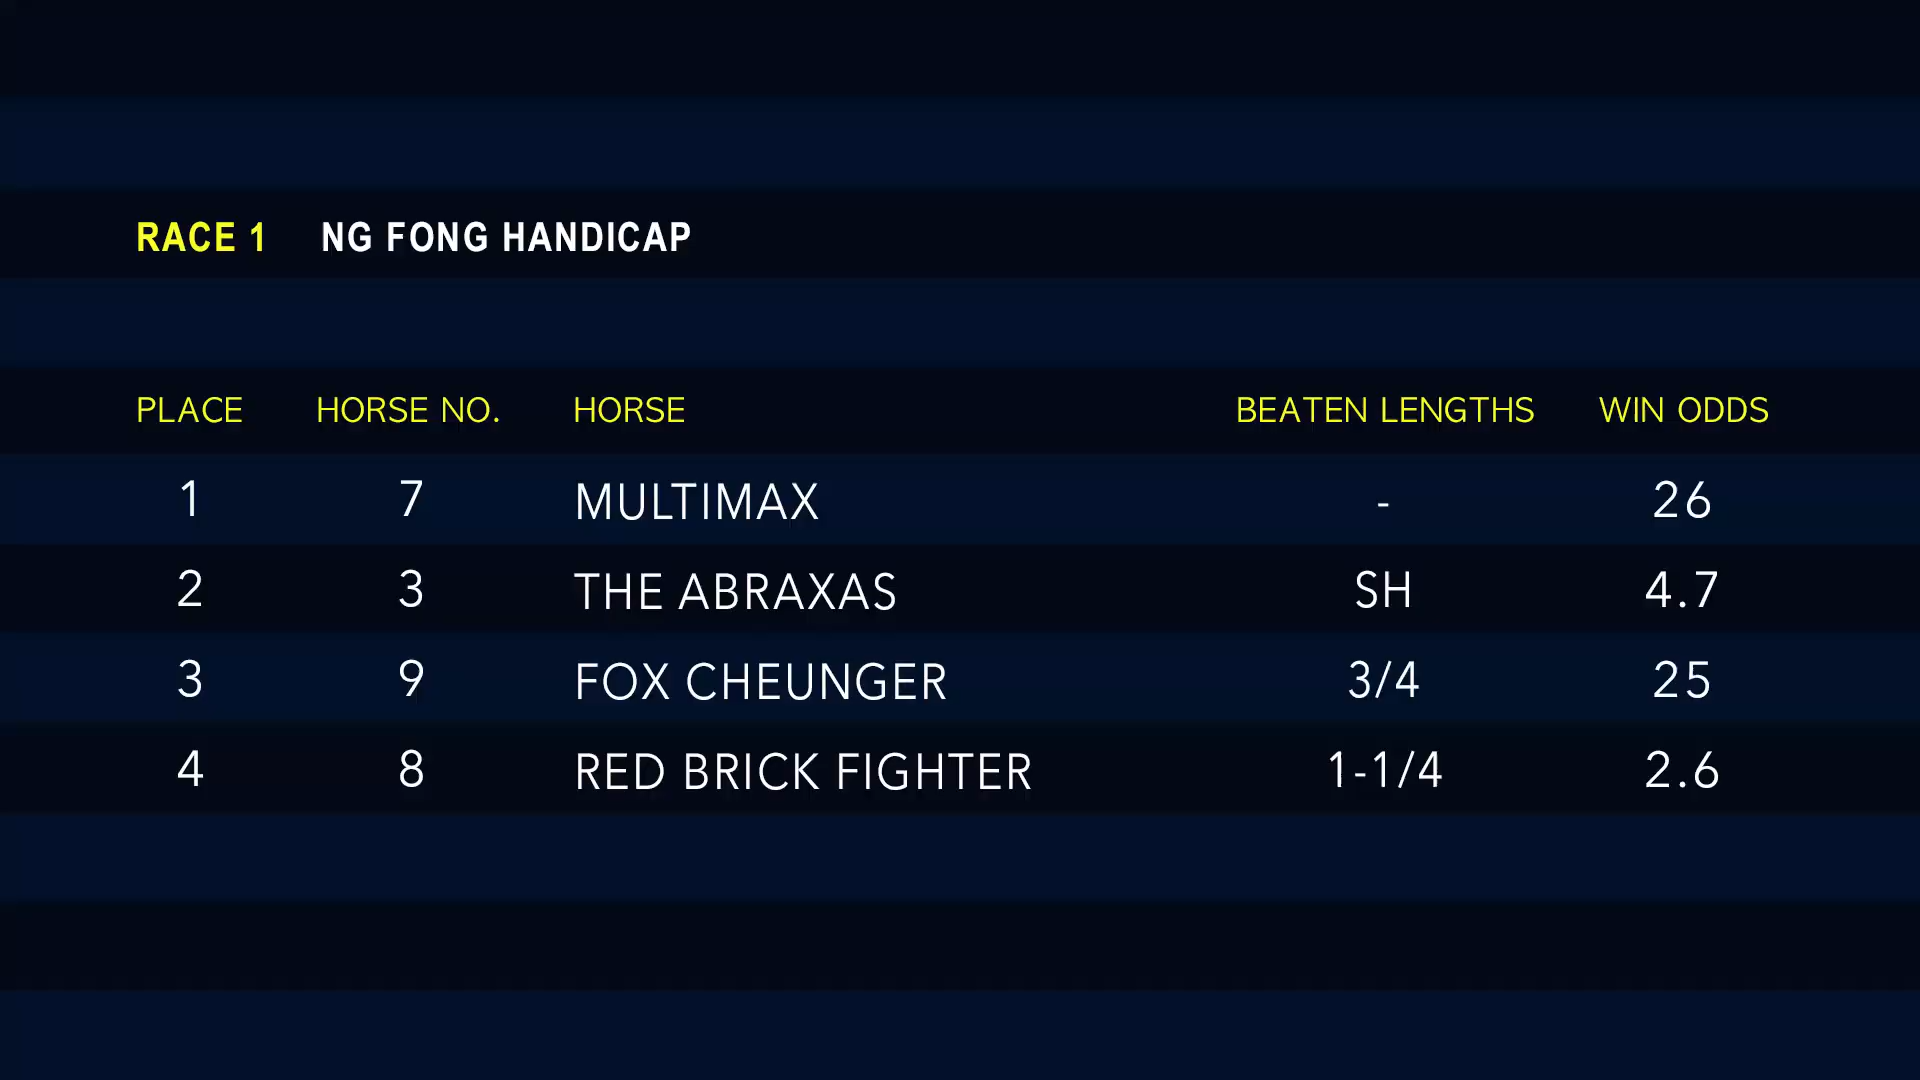 RACE 1 NG FONG HANDICAP
PLACE HORSE NO. HORSE BEATEN LENGTHS WIN ODDS
1 7 MULTIMAX - 26
2 3 THE ABRAXAS SH 4.7
3 9 FOX CHEUNGER 3/4 25
4 8 RED BRICK FIGHTER 1-1/4 2.6